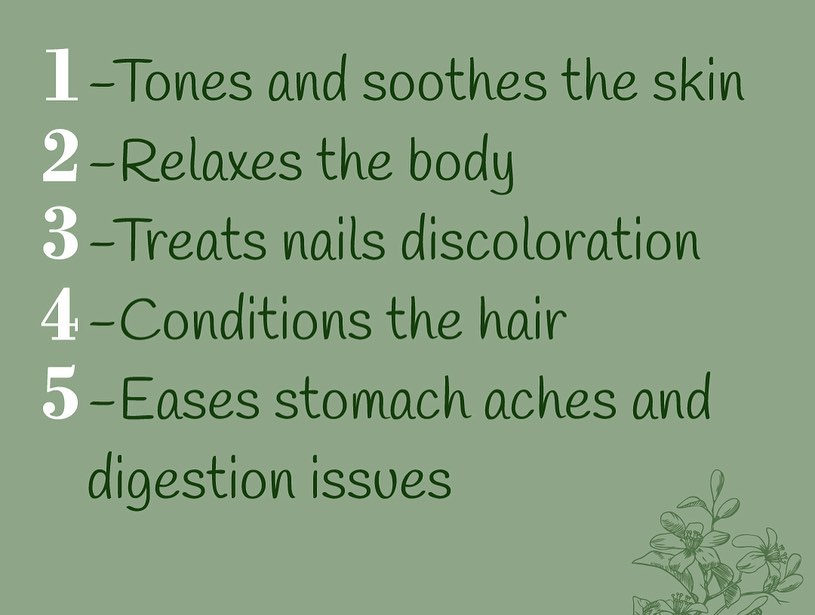 1-Tones and soothes the skin
2-Relaxes the body
3-Treats nails discoloration
4-Conditions the hair
5-Eases stomach aches and
digestion issues